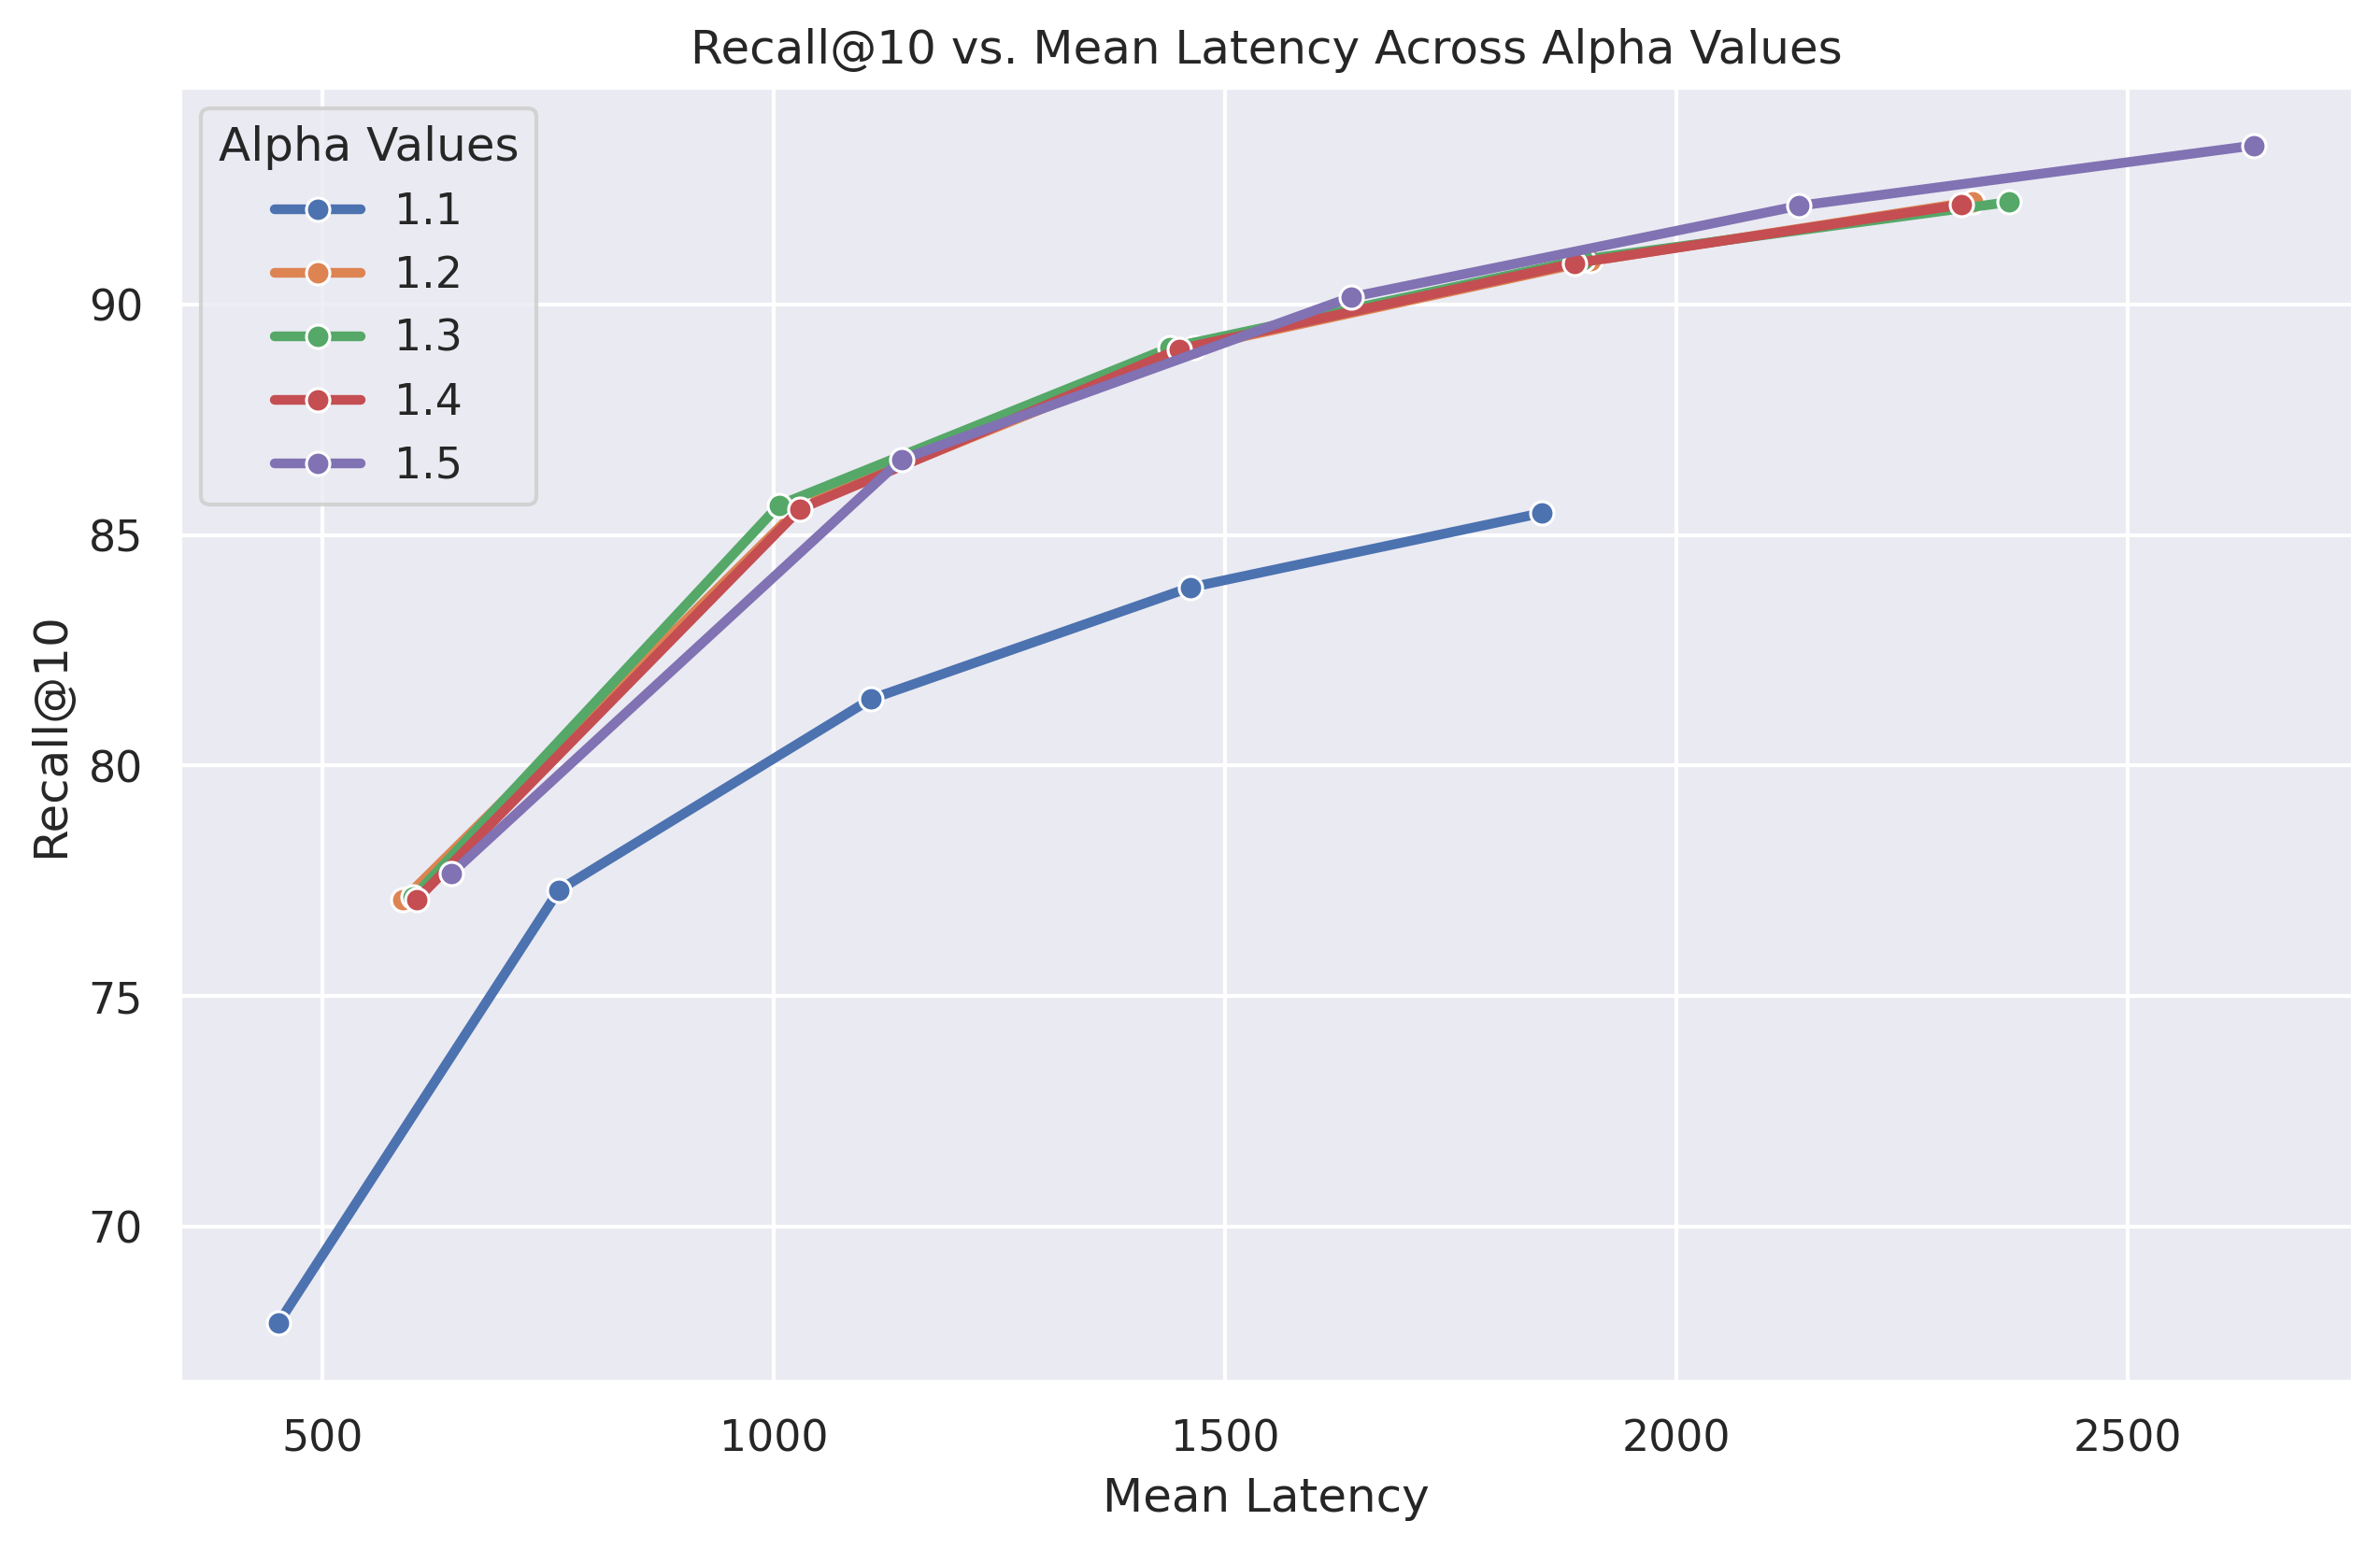 Recall@10 vs. Mean Latency Across Alpha Values
Alpha Values
1.1
1.2
1.3
1.4
1.5
90
85
80
75
70
Recall@10
500 1000 1500 2000 2500
Mean Latency